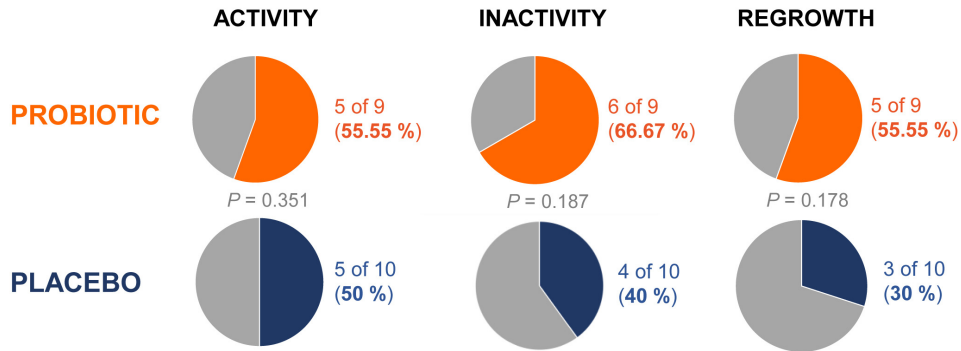 ACTIVITY
INACTIVITY
REGROWTH
PROBIOTIC
5 of 9
(55.55 %)
6 of 9
(66.67 %)
5 of 9
(55.55 %)
P = 0.351
P = 0.187
P = 0.178
PLACEBO
5 of 10
(50 %)
4 of 10
(40 %)
3 of 10
(30 %)